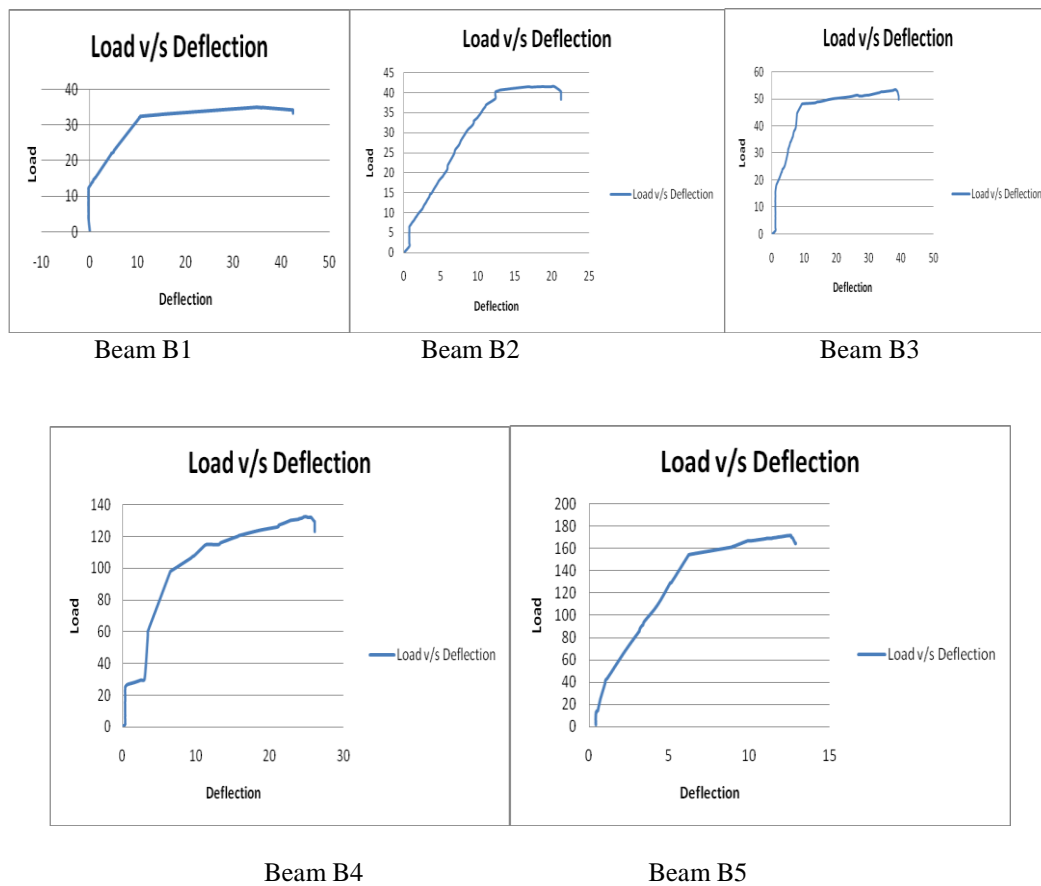 Load v/s Deflection
40
30
20
10
0
Load
-10 0 10 20 30 40 50
Deflection
Load v/s Deflection
45
40
35
30
25
20
15
10
5
0
Load
0 5 10 15 20 25
Deflection
Load v/s Deflection
Load v/s Deflection
60
50
40
30
20
10
0
Load
0 10 20 30 40 50
Deflection
Load v/s Deflection
Beam B1 Beam B2 Beam B3
Load v/s Deflection
140
120
100
80
60
40
20
0
Load
0 10 20 30
Deflection
Load v/s Deflection
Load v/s Deflection
200
180
160
140
120
100
80
60
40
20
0
Load
0 5 10 15
Deflection
Load v/s Deflection
Beam B4 Beam B5